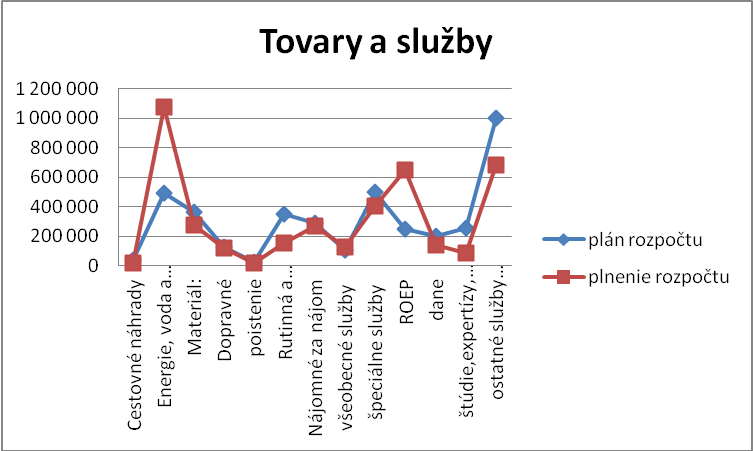 Tovary a služby
1 200 000
1 000 000
800 000
600 000
400 000
200 000
0
Cestovné náhrady
Energie, voda a...
Materiál:
Dopravné
poistenie
Rutinná a...
Nájomné za nájom
všeobecné služby
špeciálne služby
ROEP
dane
štúdie,expertízy,...
ostatné služby...
plán rozpočtu
plnenie rozpočtu